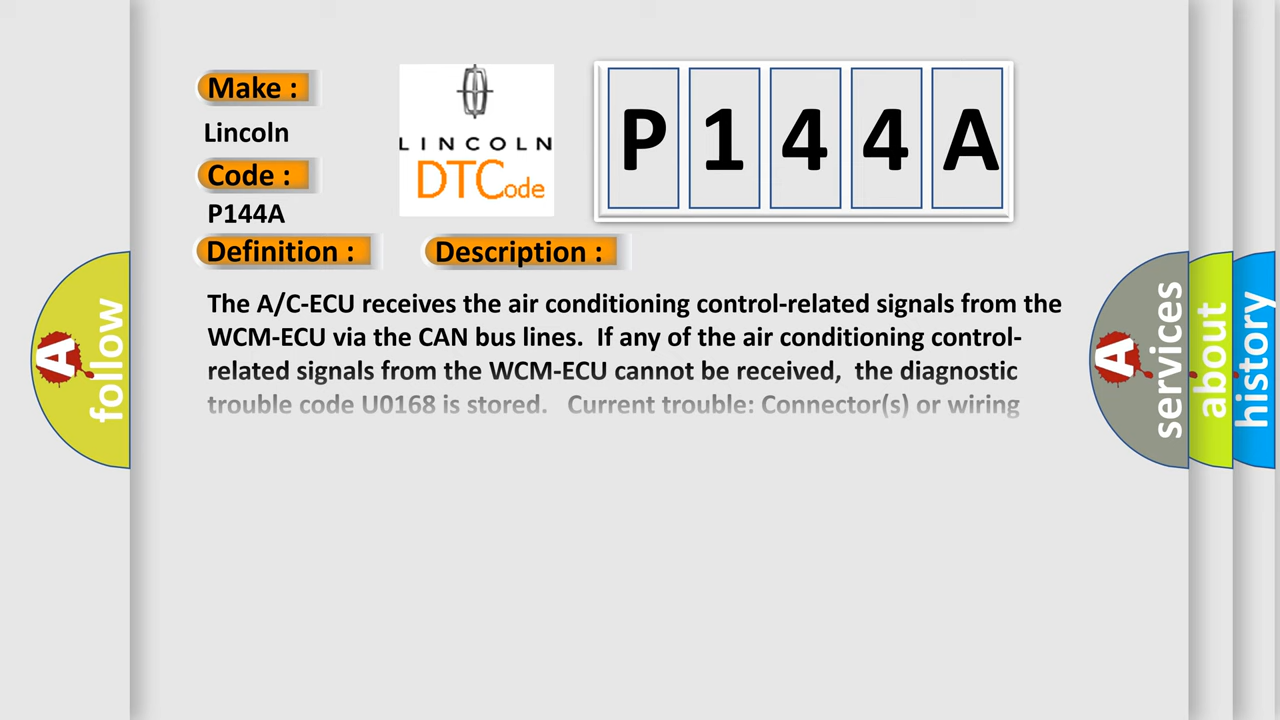 Make :
Lincoln
Code :
P144A
Definition :
Description :
LINCOLN
DTCode
P144A
The A/C-ECU receives the air conditioning control-related signals from the
WCM-ECU via the CAN bus lines. If any of the air conditioning control-
related signals from the WCM-ECU cannot be received, the diagnostic
trouble code U0168 is stored. Current trouble: Connector(s) or wiring
A follow
A services
about
history